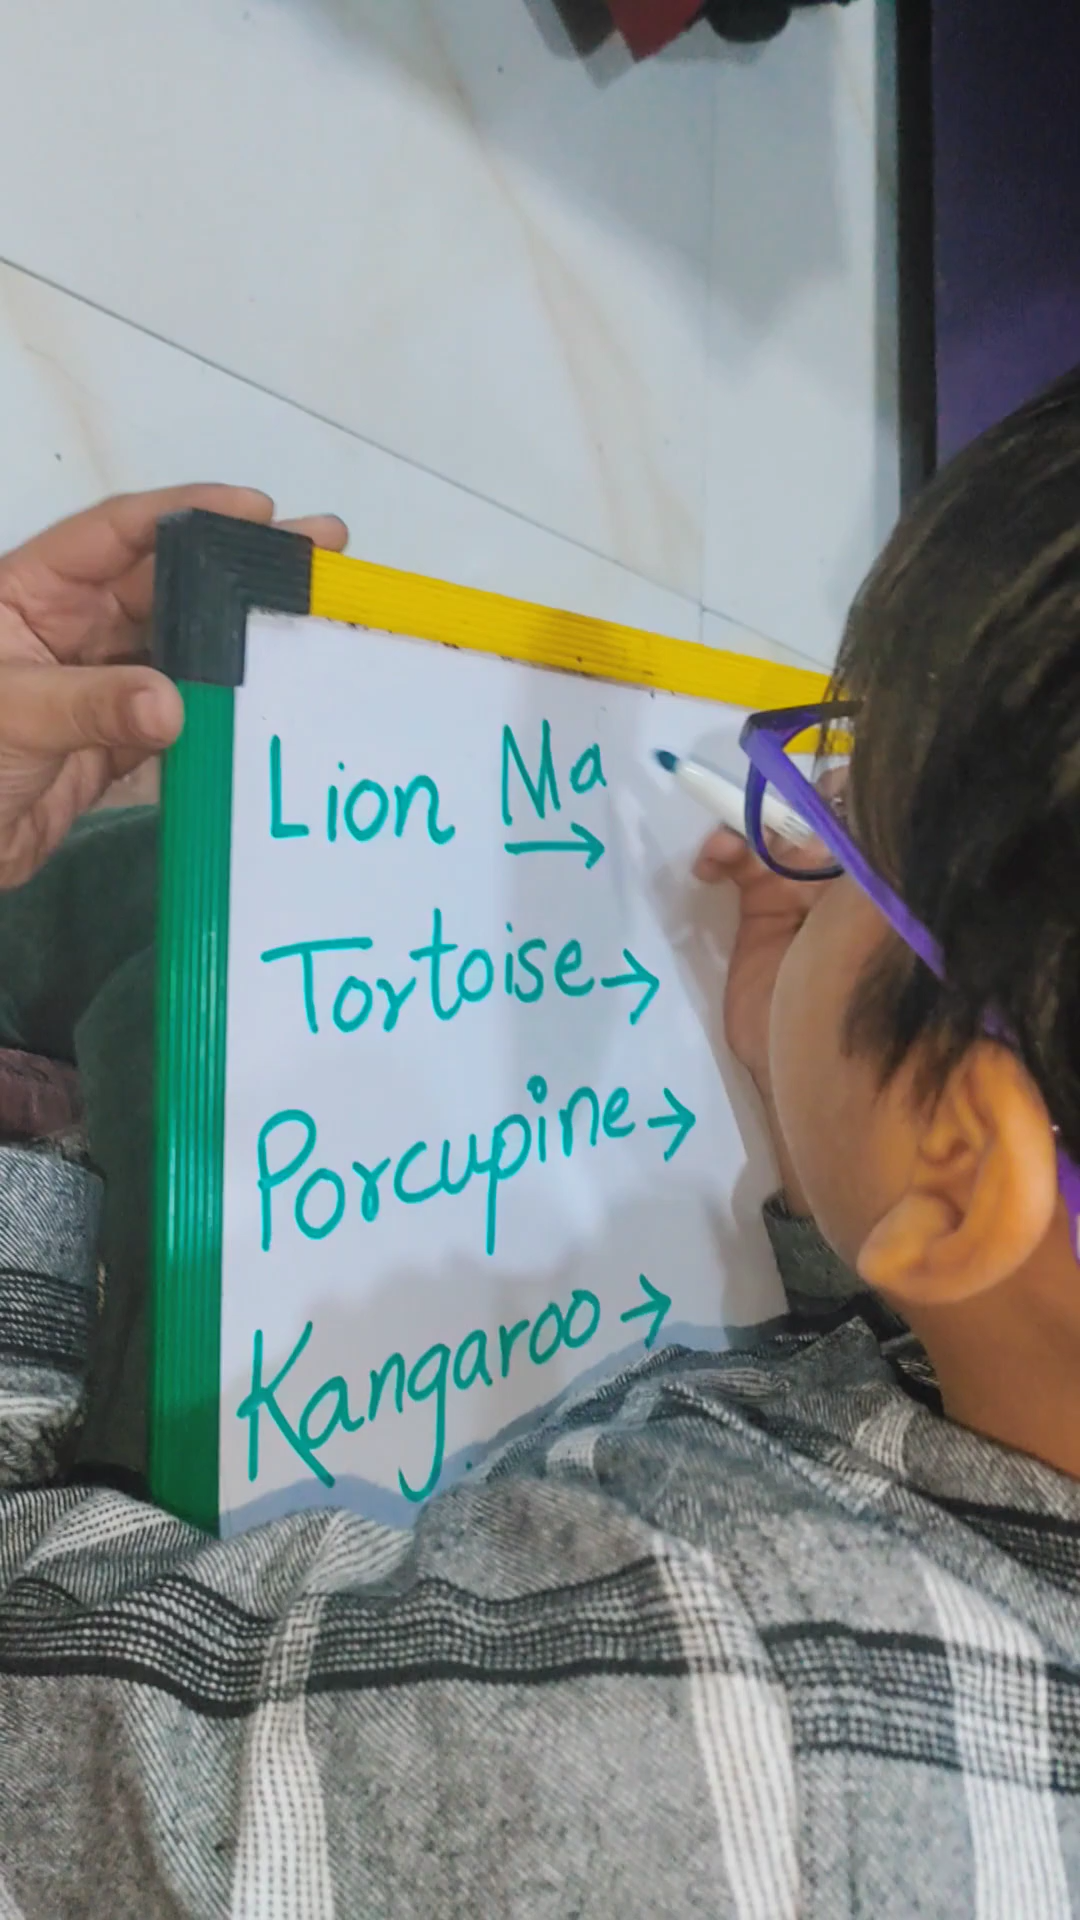 Lion Ma
→
Tortoise →
Porcupine →
Kangaroo →